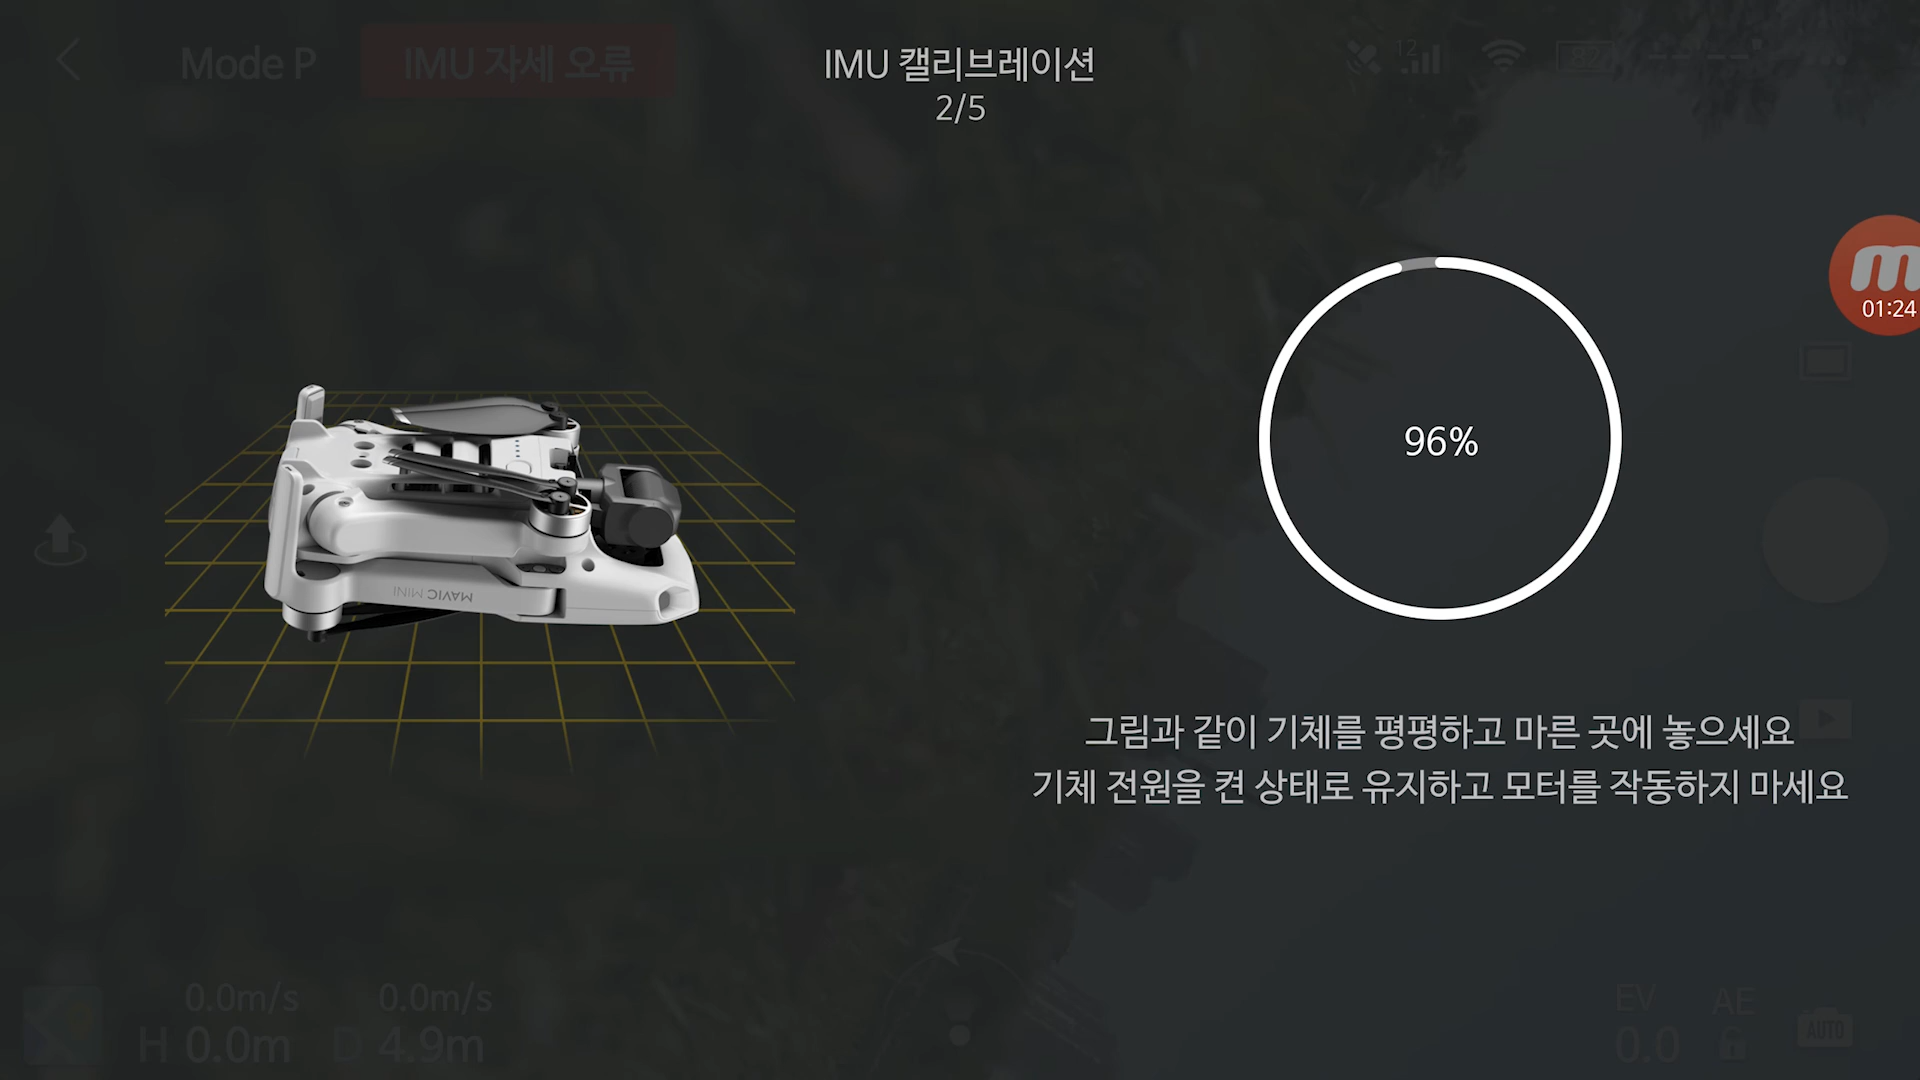 Mode P
IMU 자세 오류
IMU 캘리브레이션
2/5
12
87
m
01:24
MAVIC MINI
96%
그림과 같이 기체를 평평하고 마른 곳에 놓으세요
기체 전원을 켠 상태로 유지하고 모터를 작동하지 마세요
0.0m/s
0.0m/s
H 0.0m
D 4.9m
EV
0.0
AE
AUTO